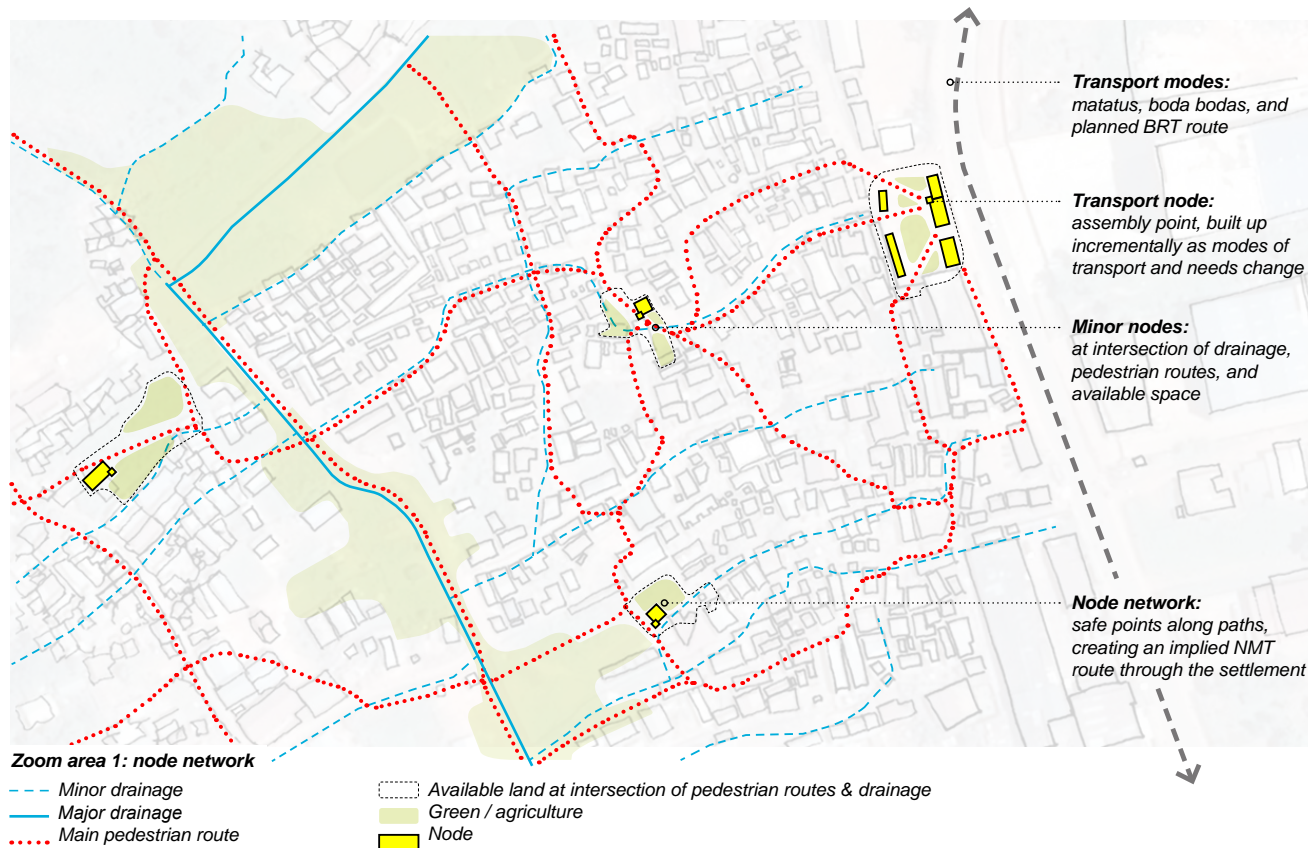 Transport modes:
matatus, boda bodas, and
planned BRT route
Transport node:
assembly point, built up
incrementally as modes of
transport and needs change
Minor nodes:
at intersection of drainage,
pedestrian routes, and
available space
Node network:
safe points along paths,
creating an implied NMT
route through the settlement
Zoom area 1: node network
Minor drainage
Major drainage
Main pedestrian route
Available land at intersection of pedestrian routes & drainage
Green / agriculture
Node